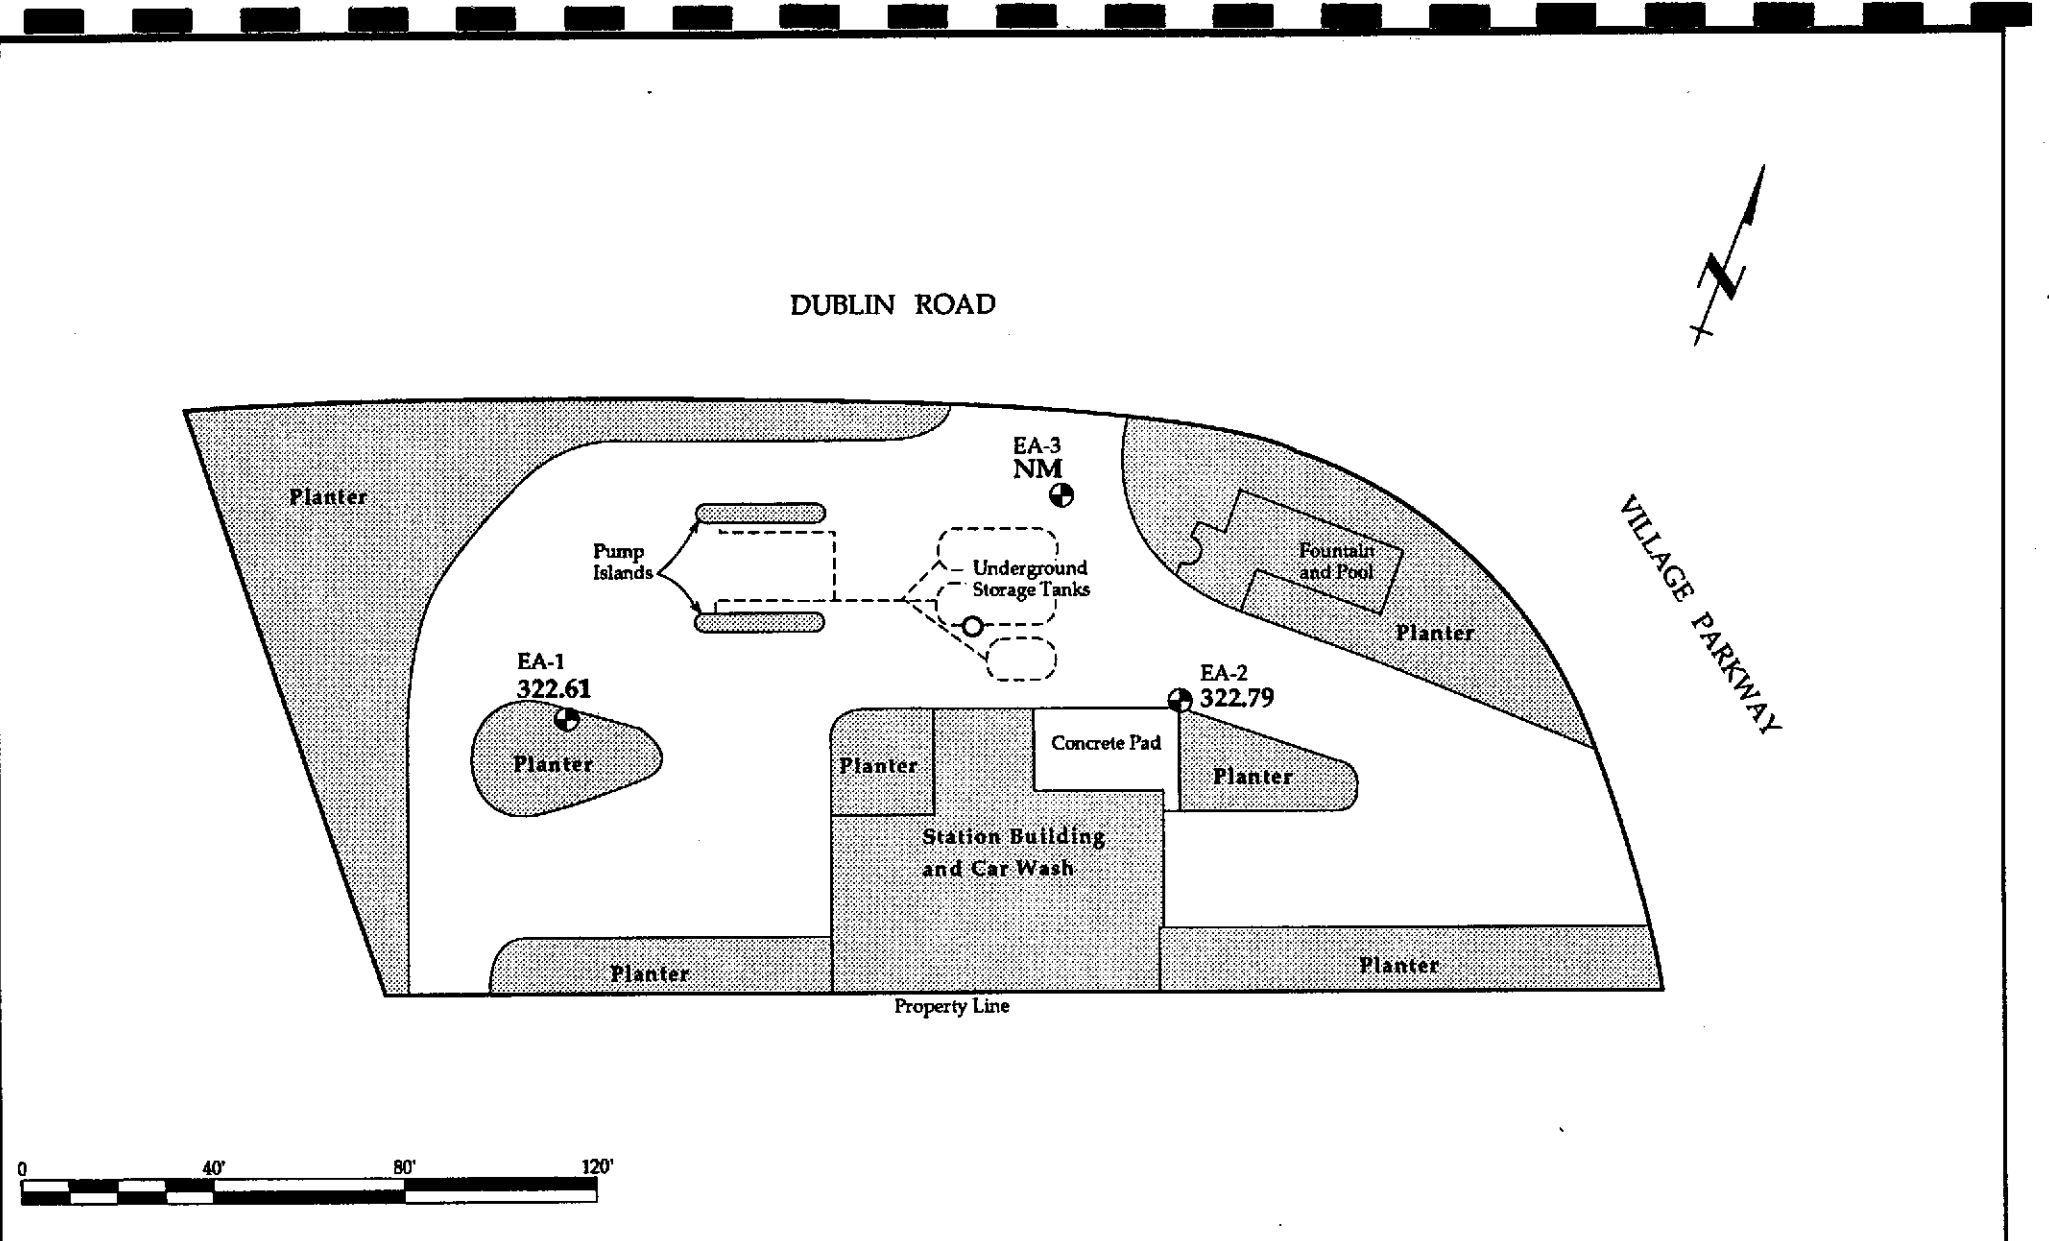 DUBLIN ROAD
N
VILLAGE PARKWAY
EA-3
NM
Planter
Pump
Islands
Underground
Storage Tanks
Fountain
and Pool
Planter
EA-1
322.61
EA-2
322.79
Planter
Planter
Concrete Pad
Planter
Station Building
and Car Wash
Planter
Planter
Property Line
0 40' 80' 120'